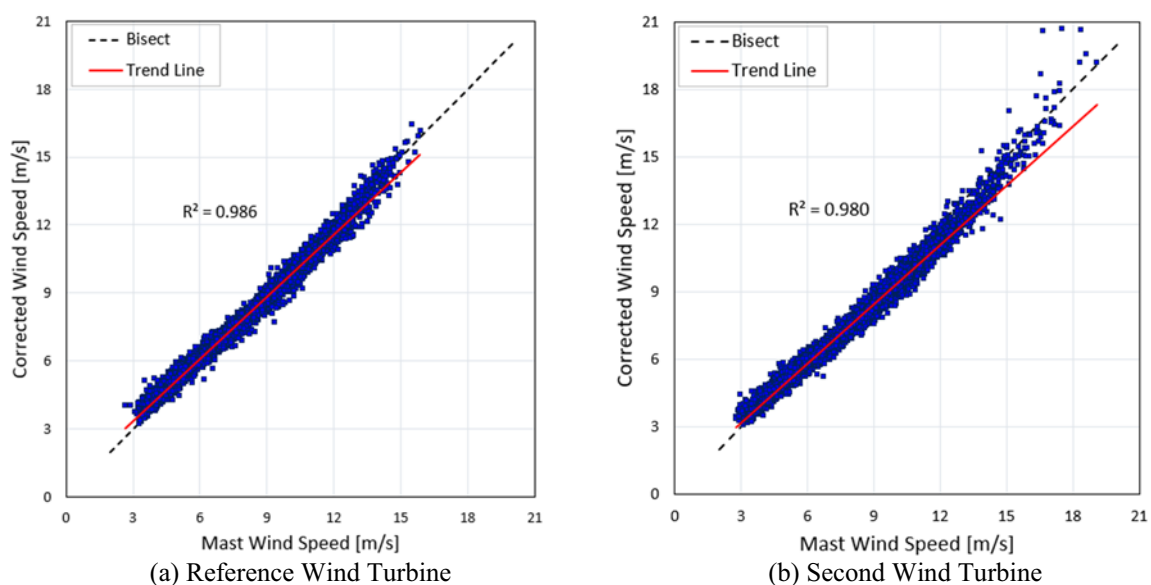 21
18
15
12
9
6
3
0
Corrected Wind Speed [m/s]
Bisect
Trend Line
R² = 0.986
0 3 6 9 12 15 18 21
Mast Wind Speed [m/s]
(a) Reference Wind Turbine
21
18
15
12
9
6
3
0
Corrected Wind Speed [m/s]
Bisect
Trend Line
R² = 0.980
0 3 6 9 12 15 18 21
Mast Wind Speed [m/s]
(b) Second Wind Turbine